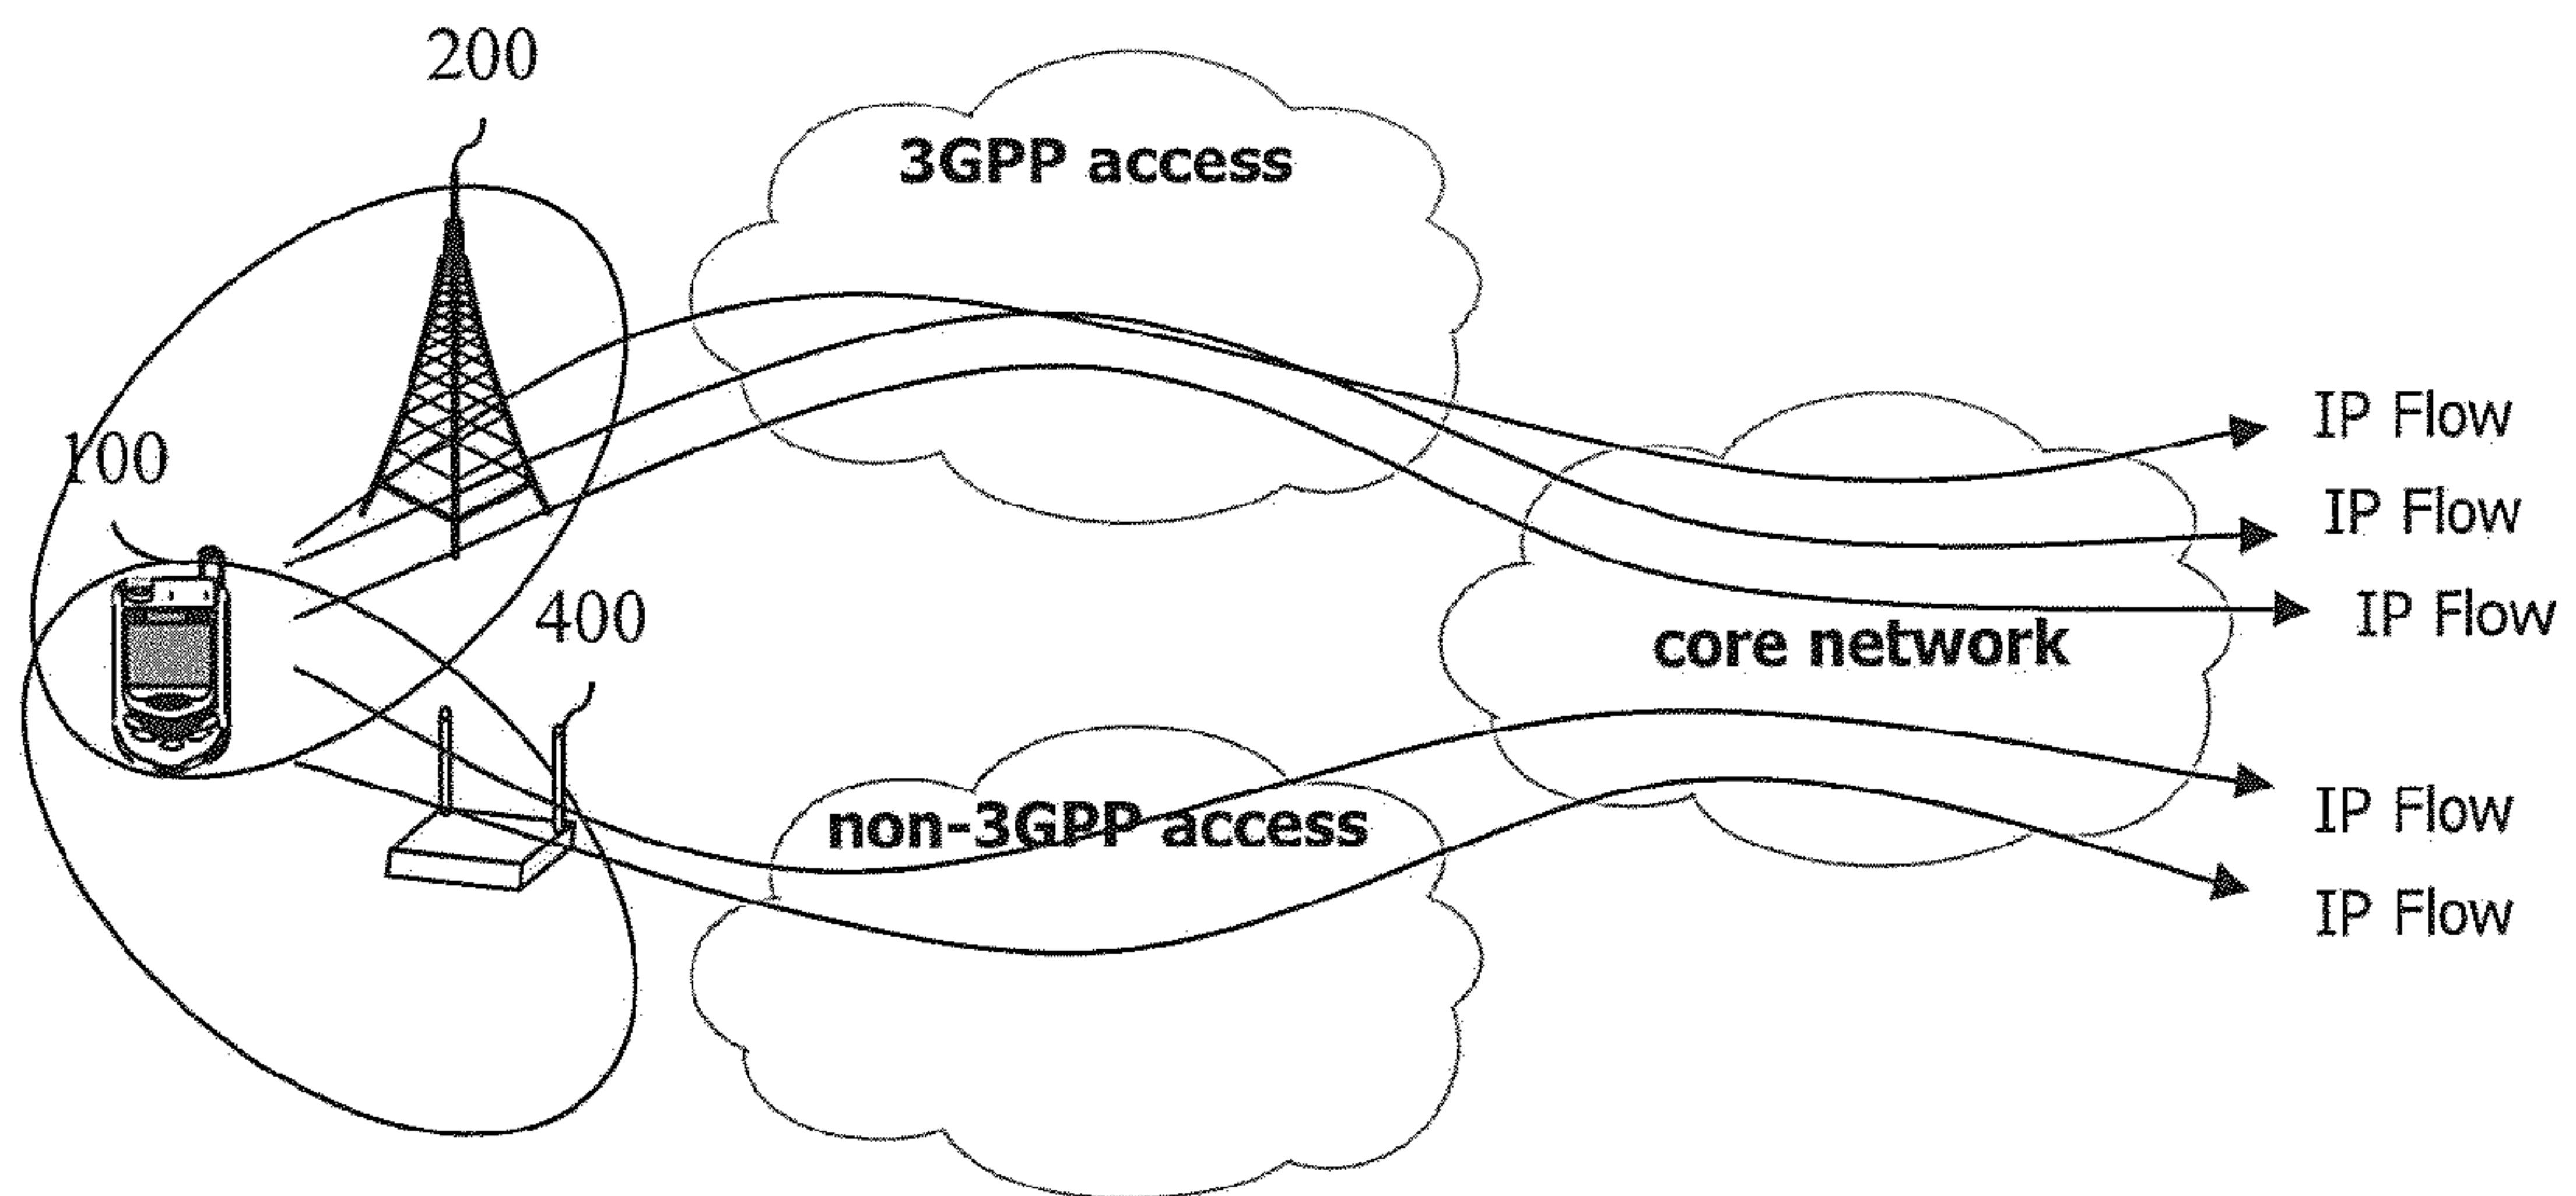 200
3GPP access
100
IP Flow
IP Flow
400
IP Flow
core network
non-3GPP access
IP Flow
IP Flow